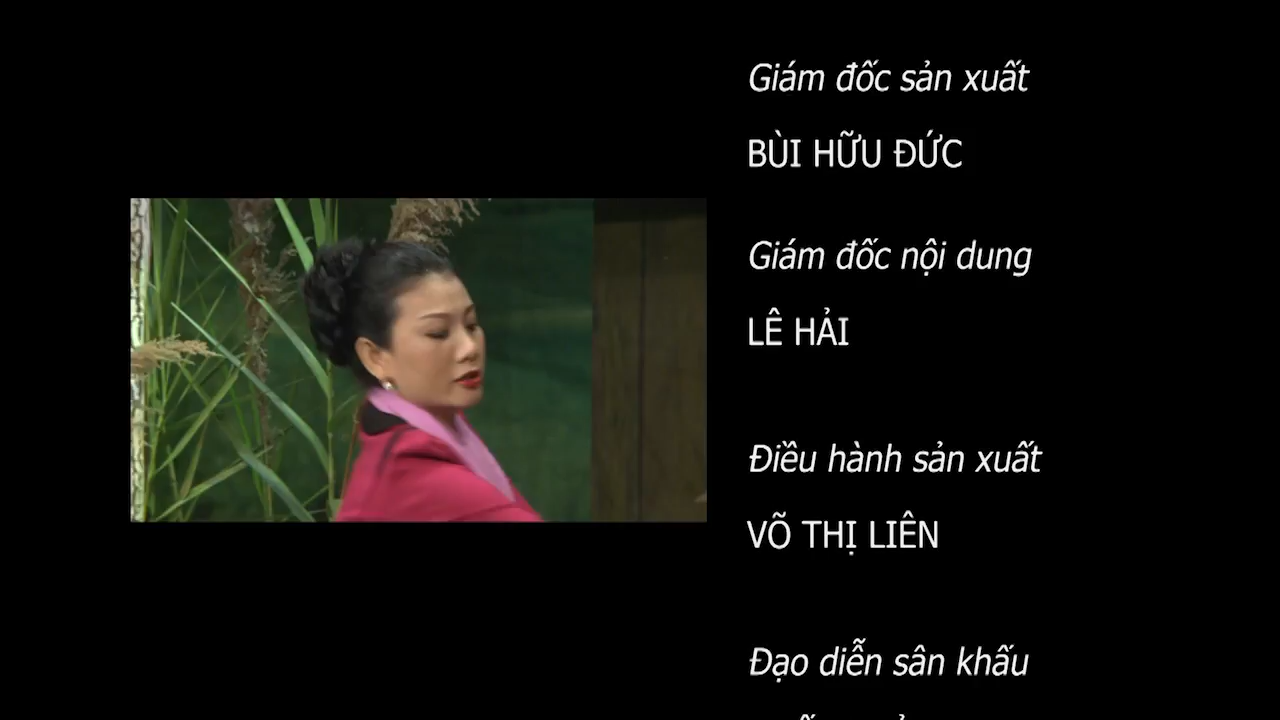 Giám đốc sản xuất
BÙI HỮU ĐỨC
Giám đốc nội dung
LÊ HẢI
Điều hành sản xuất
VÕ THỊ LIÊN
Đạo diễn sân khấu